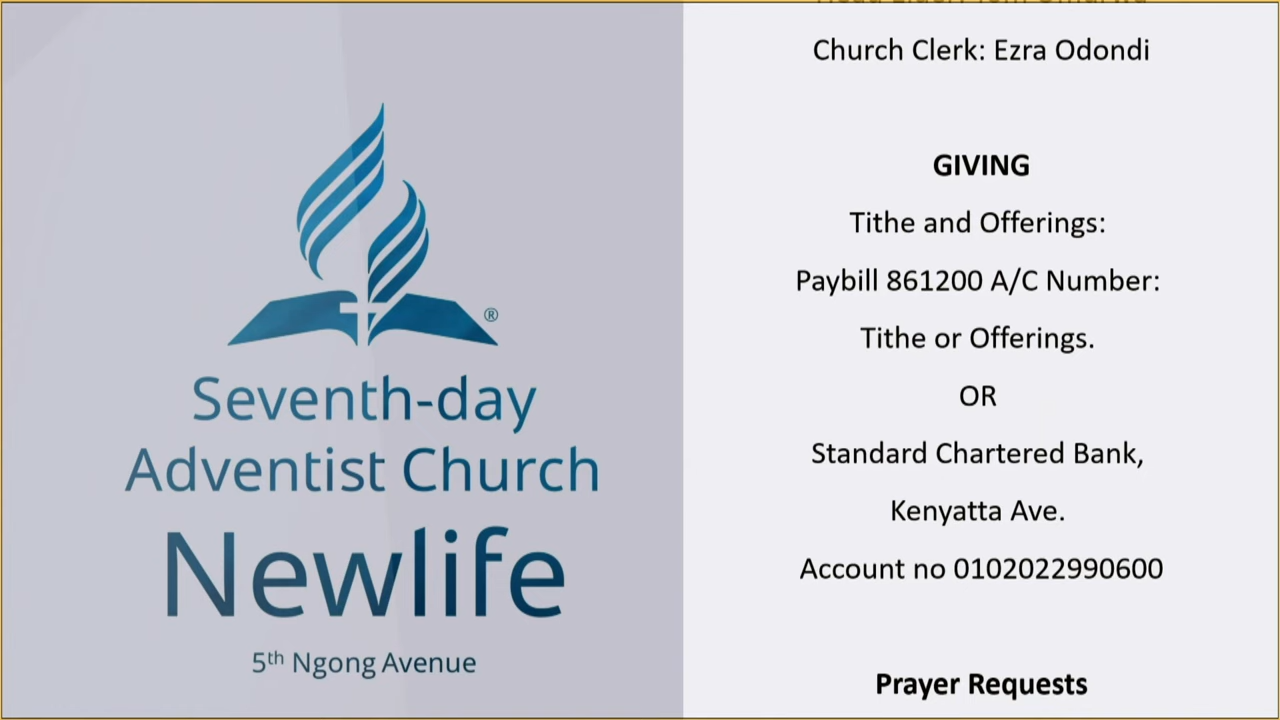 ®
Seventh-day
Adventist Church
Newlife
5th Ngong Avenue
Church Clerk: Ezra Odondi
GIVING
Tithe and Offerings:
Paybill 861200 A/C Number:
Tithe or Offerings.
OR
Standard Chartered Bank,
Kenyatta Ave.
Account no 0102022990600
Prayer Requests